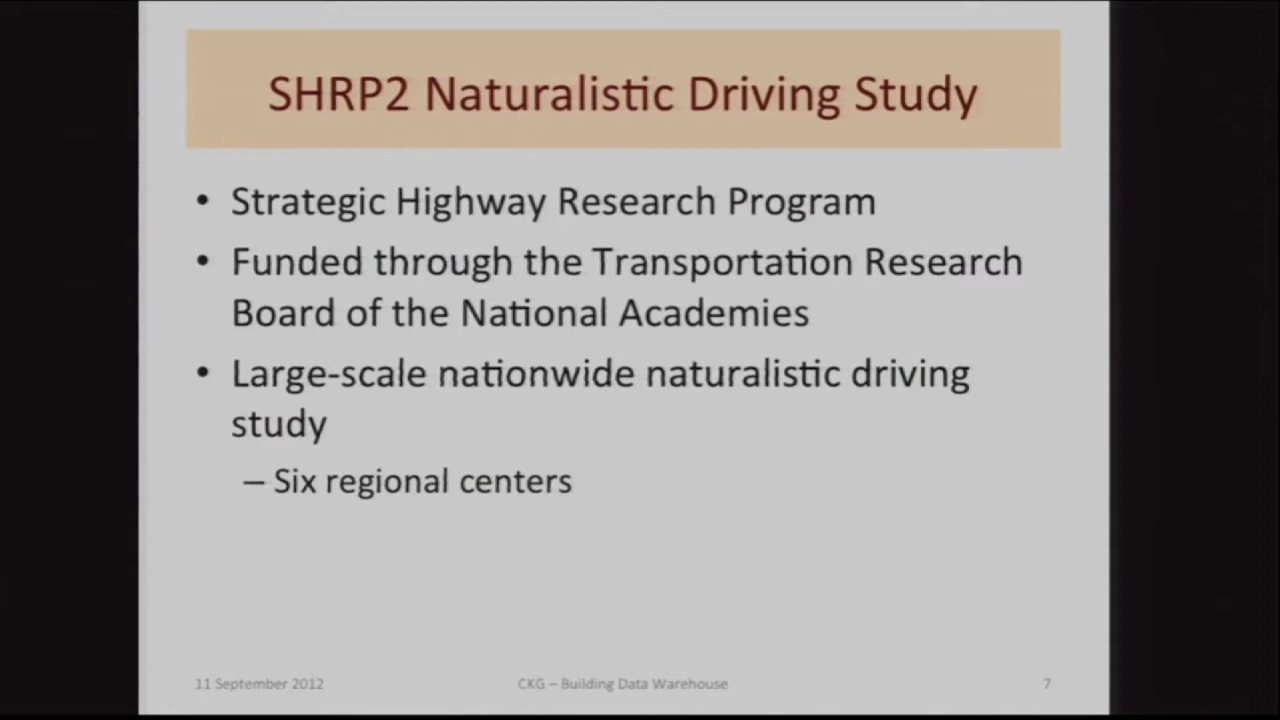 SHRP2 Naturalistic Driving Study
• Strategic Highway Research Program
• Funded through the Transportation Research
Board of the National Academies
• Large-scale nationwide naturalistic driving
study
– Six regional centers
11 September 2012
CKG – Building Data Warehouse
7